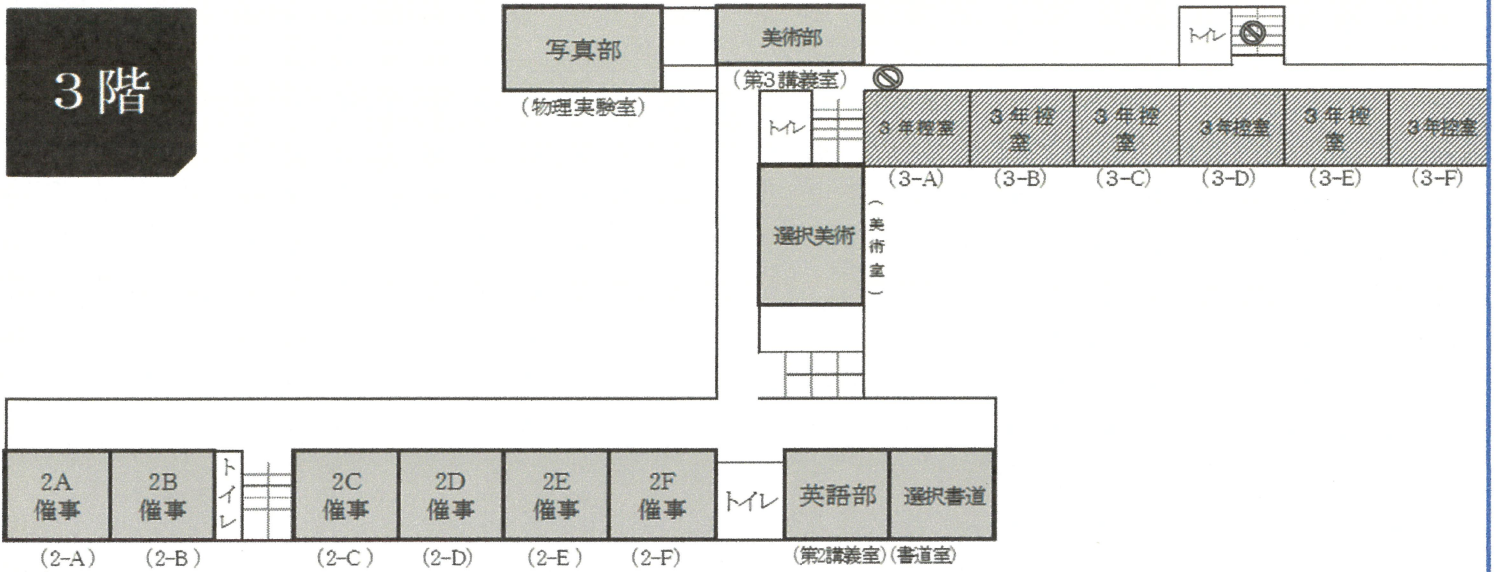 3階
写真部
(物理実験室)
美術部
(第3講義室)
トイレ
トイレ
3年控室
(3-A)
3年控
室
(3-B)
3年控
室
(3-C)
3年控室
(3-D)
3年控
室
(3-E)
3年控室
(3-F)
選択美術
(美術室)
2A
催事
(2-A)
2B
催事
(2-B)
トイレ
2C
催事
(2-C)
2D
催事
(2-D)
2E
催事
(2-E)
2F
催事
(2-F)
トイレ
英語部
(第2講義室)
選択書道
(書道室)